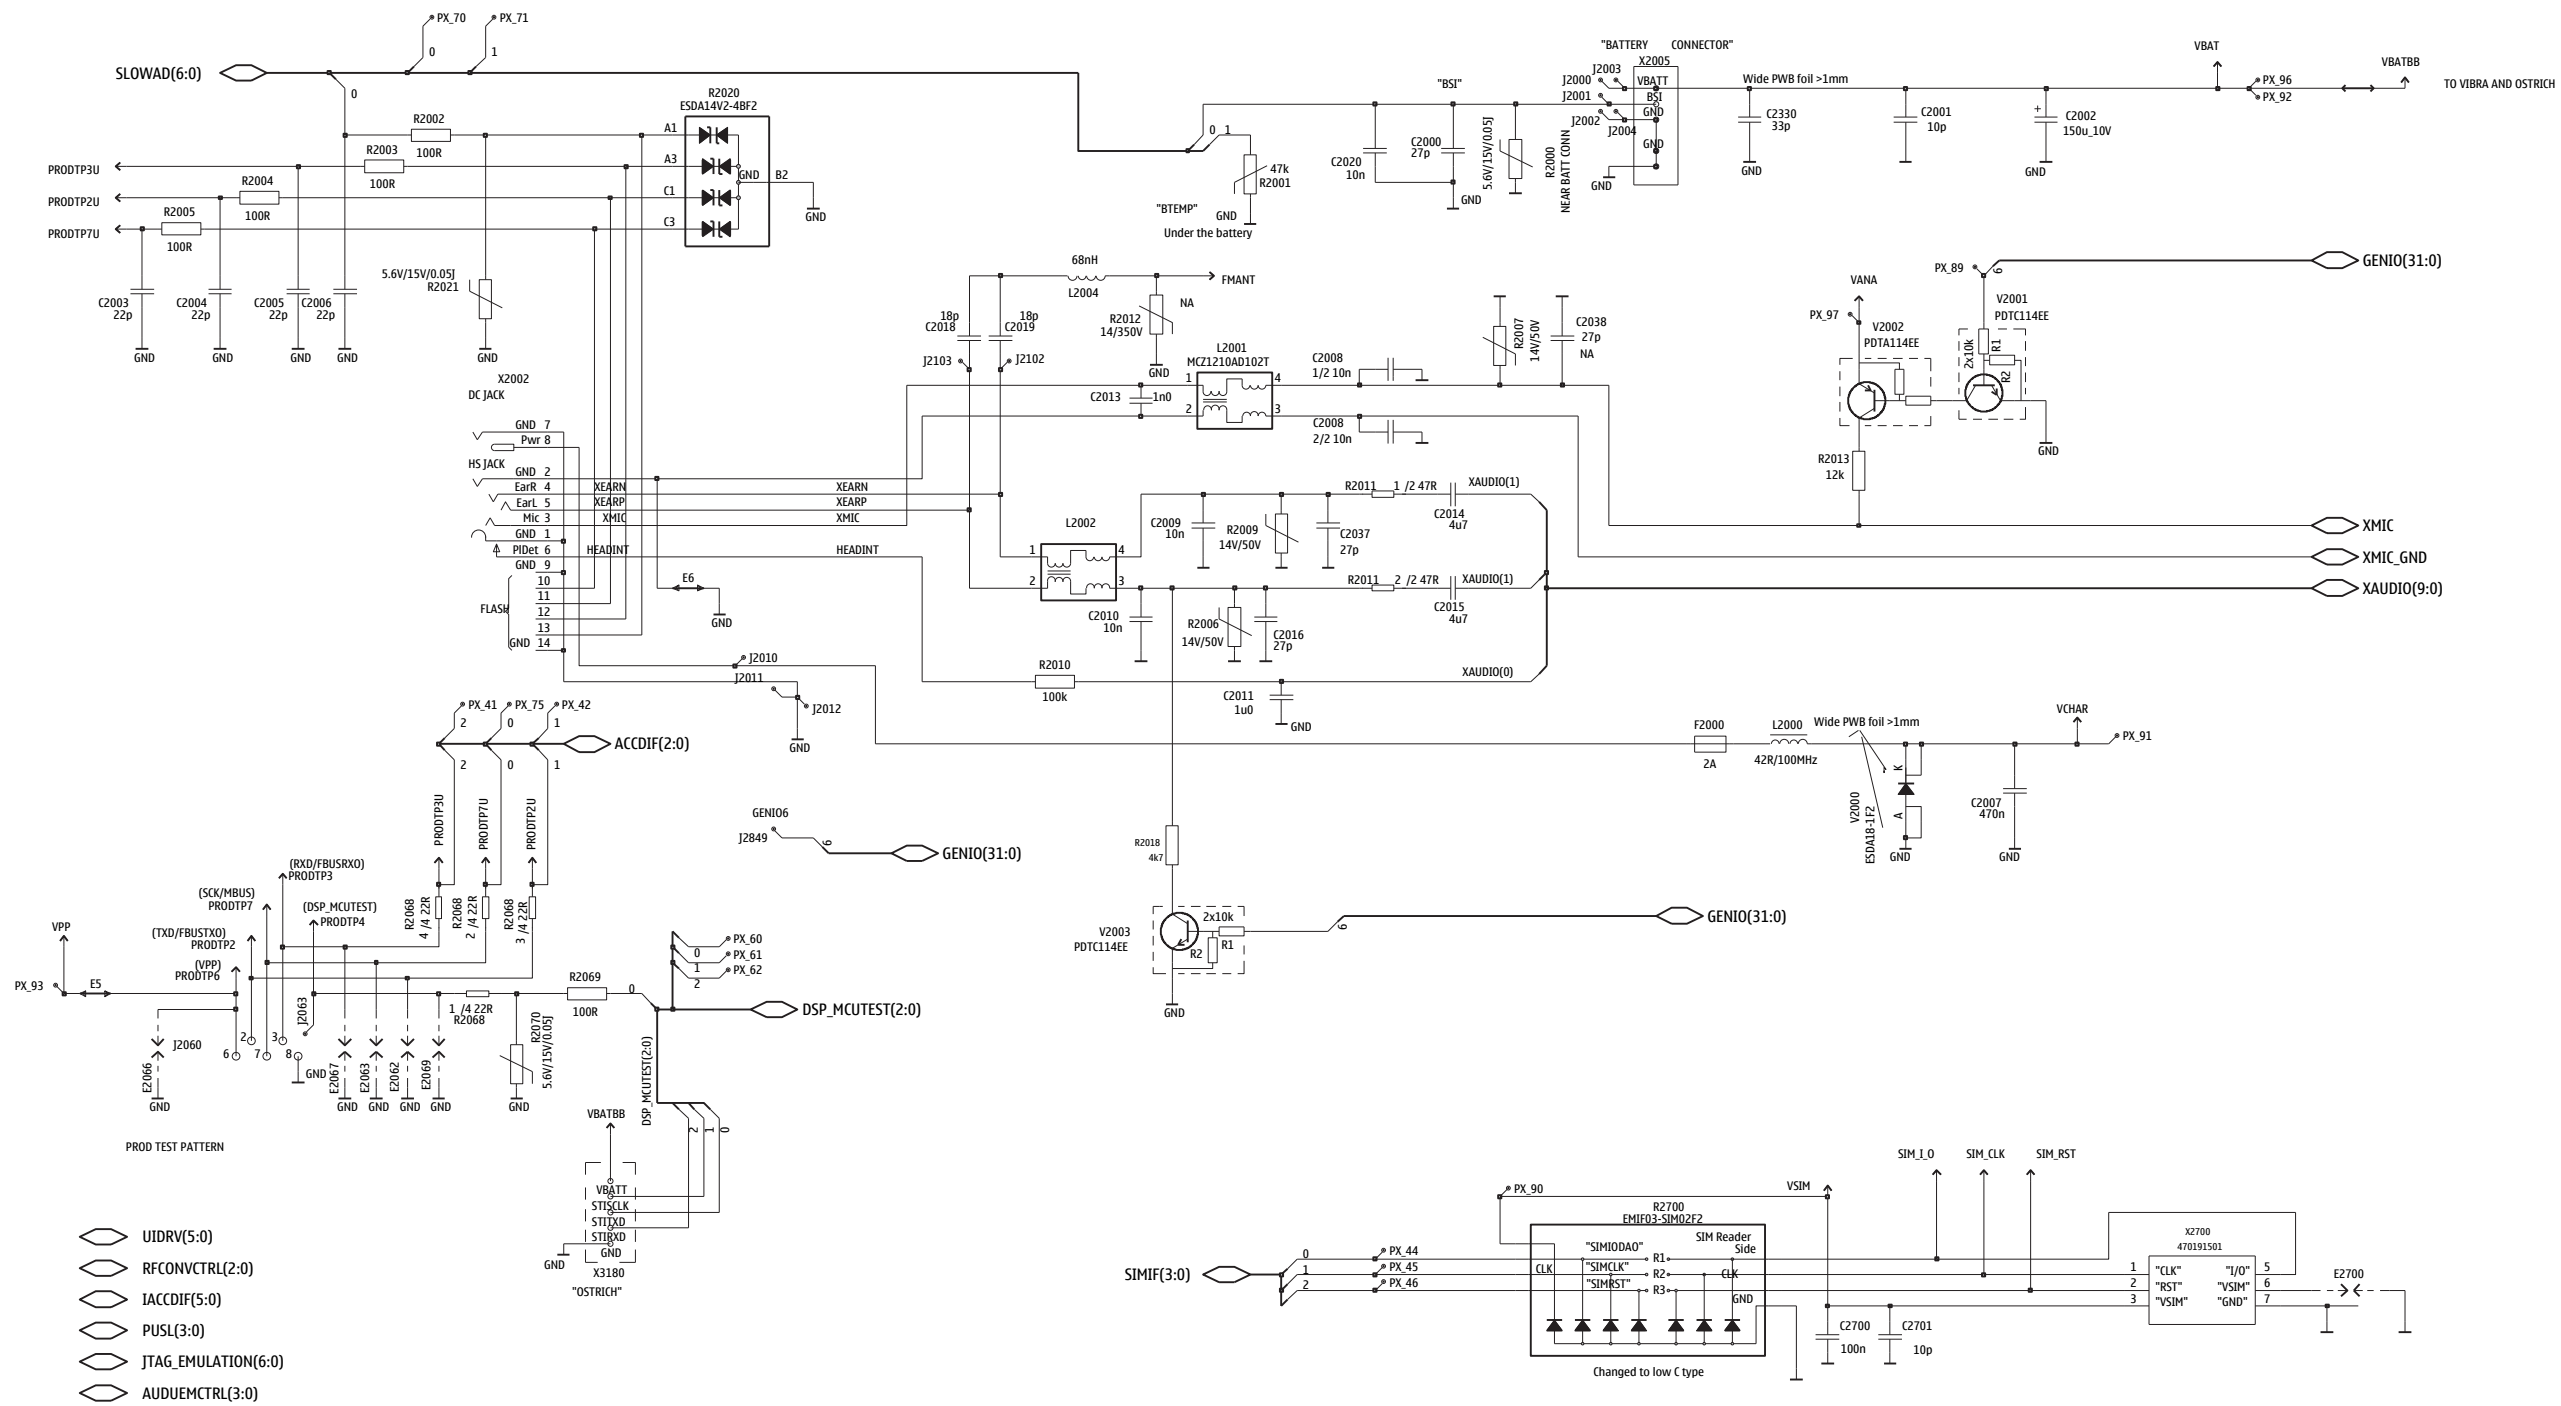 PX_70
PX_71
0
1
SLOWAD(6:0)
0
R2020
ESDA14V2-4BF2
R2002
100R
A1
PRODTP3U
R2003
100R
A3
GND
B2
GND
PRODTP2U
R2004
100R
C1
PRODTP7U
R2005
100R
C3
C2003
22p
GND
C2004
22p
GND
C2005
22p
GND
C2006
22p
GND
5.6V/15V/0.05J
R2021
GND
"BATTERY CONNECTOR"
X2005
J2003
J2000
J2001
J2002
J2004
VBATT
BSI
GND
GND
GND
"BSI"
0 1
47k
R2001
"BTEMP"
GND
Under the battery
C2020
10n
C2000
27p
GND
5.6V/15V/0.05J
R2000
NEAR BATT CONN
Wide PWB foil >1mm
C2330
33p
GND
C2001
10p
+
C2002
150u_10V
GND
VBAT
PX_96
PX_92
VBATBB
TO VIBRA AND OSTRICH
68nH
L2004
FMANT
18p
C2018
18p
C2019
R2012
14/350V
NA
GND
J2103
J2102
L2001
MCZ1210AD102T
1
4
2
3
C2013
1n0
C2008
1/2 10n
C2008
2/2 10n
R2007
14V/50V
C2038
27p
NA
PX_89
6
GENIO(31:0)
VANA
PX_97
V2002
PDTA114EE
V2001
PDTC114EE
2x10k
R1
R2
GND
R2013
12k
X2002
DC JACK
GND 7
Pwr 8
HS JACK
GND 2
EarR 4
EarL 5
Mic 3
GND 1
PlDet 6
GND 9
10
11
12
13
GND 14
FLASH
XEARN
XEARP
XMIC
HEADINT
XEARN
XEARP
XMIC
HEADINT
E6
GND
L2002
1
4
2
3
C2009
10n
R2009
14V/50V
C2037
27p
R2011
1 /2 47R
C2014
4u7
XAUDIO(1)
C2010
10n
R2006
14V/50V
C2016
27p
R2011
2 /2 47R
C2015
4u7
XAUDIO(1)
XMIC
XMIC_GND
XAUDIO(9:0)
J2010
J2011
J2012
GND
R2010
100k
C2011
1u0
GND
XAUDIO(0)
PX_41
PX_75
PX_42
2
0
1
ACCDIF(2:0)
2
0
1
PRODTP3U
PRODTP7U
PRODTP2U
GENIO6
J2849
6
GENIO(31:0)
F2000
2A
L2000
42R/100MHz
Wide PWB foil >1mm
V2000
ESDA18-1F2
K
A
GND
VCHAR
PX_91
C2007
470n
GND
R2018
4k7
V2003
PDTC114EE
2x10k
R1
R2
GND
6
GENIO(31:0)
(RXD/FBUSRXO)
PRODTP3
(SCK/MBUS)
PRODTP7
(DSP_MCUTEST)
PRODTP4
VPP
(TXD/FBUSTXO)
PRODTP2
(VPP)
PRODTP6
R2068
4 /4 22R
R2068
2 /4 22R
R2068
3 /4 22R
PX_93
E5
J2063
1 /4 22R
R2068
R2069
100R
0
R2070
5.6V/15V/0.05J
GND
E2066
GND
J2060
6
2
7
3
8
GND
E2067
GND
E2063
GND
E2062
GND
E2069
GND
PX_60
0
PX_61
1
PX_62
2
DSP_MCUTEST(2:0)
DSP_MCUTEST(2:0)
2
1
0
PROD TEST PATTERN
VBATBB
VBATT
STISCLK
STITXD
STIRXD
GND
GND
X3180
"OSTRICH"
UIDRV(5:0)
RFCONVCTRL(2:0)
IACCDIF(5:0)
PUSL(3:0)
JTAG_EMULATION(6:0)
AUDUEMCTRL(3:0)
SIM_I_O
SIM_CLK
SIM_RST
PX_90
VSIM
R2700
EMIF03-SIM02F2
SIM Reader
Side
SIMIF(3:0)
0
1
2
PX_44
PX_45
PX_46
CLK
"SIMIODAO"
"SIMCLK"
"SIMRST"
R1
R2
R3
CLK
GND
Changed to low C type
C2700
100n
C2701
10p
X2700
470191501
1
2
3
"CLK"
"RST"
"VSIM"
"I/O"
"VSIM"
"GND"
5
6
7
E2700